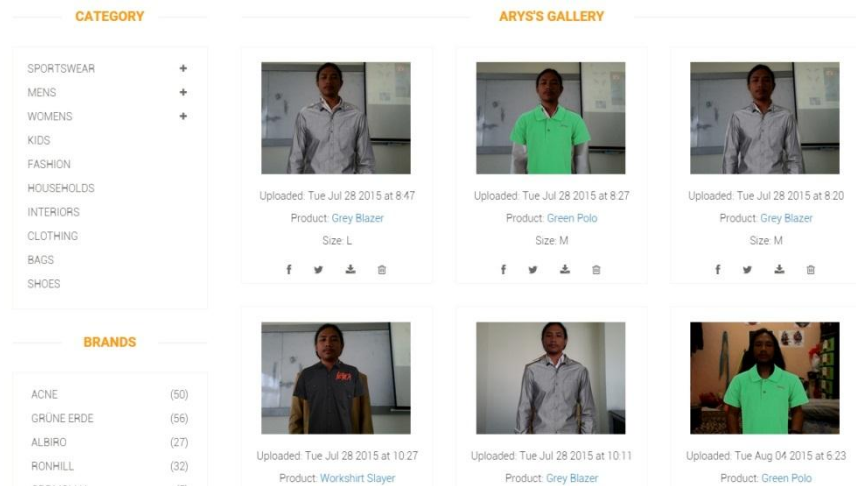 CATEGORY
SPORTSWEAR
MENS
WOMENS
KIDS
FASHION
HOUSEHOLDS
INTERIORS
CLOTHING
BAGS
SHOES
BRANDS
ACNE (50)
GRÜNE ERDE (56)
ALBIRO (27)
RONHILL (32)
ARYS'S GALLERY
Uploaded: Tue Jul 28 2015 at 8:47
Product: Grey Blazer
Size: L
Uploaded: Tue Jul 28 2015 at 8:27
Product: Green Polo
Size: M
Uploaded: Tue Jul 28 2015 at 8:20
Product: Grey Blazer
Size: M
Uploaded: Tue Jul 28 2015 at 10:27
Product: Workshirt Slayer
Uploaded: Tue Jul 28 2015 at 10:11
Product: Grey Blazer
Uploaded: Tue Aug 04 2015 at 6:23
Product: Green Polo